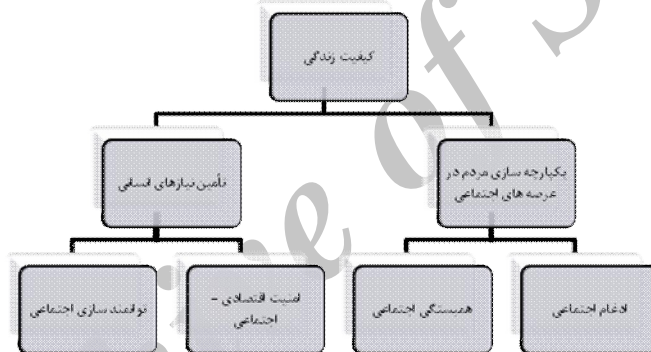 کیفیت زندگی
یکپارچه سازی مردم در
عرصه های اجتماعی
تأمین نیازهای انسانی
ادغام اجتماعی
همبستگی اجتماعی
امنیت اقتصادی –
اجتماعی
توانمند سازی اجتماعی